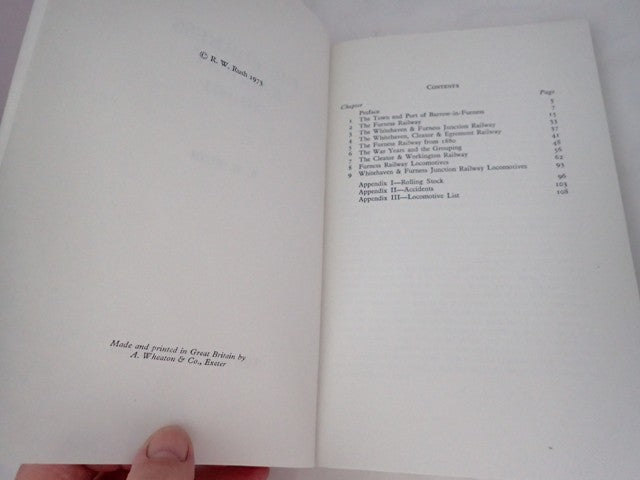 © R. W. Rush 1973
Made and printed in Great Britain by
A. Wheaton & Co., Exeter
Contents
Chapter Page
Preface 5
1 The Town and Port of Barrow-in-Furness 7
2 The Furness Railway 15
3 The Whitehaven & Furness Junction Railway 33
4 The Whitehaven, Cleator & Egremont Railway 37
5 The Furness Railway from 1880 41
6 The War Years and the Grouping 48
7 The Cleator & Workington Railway 56
8 Furness Railway Locomotives 62
9 Whitehaven & Furness Junction Railway Locomotives 93
Appendix I—Rolling Stock 96
Appendix II—Accidents 103
Appendix III—Locomotive List 108